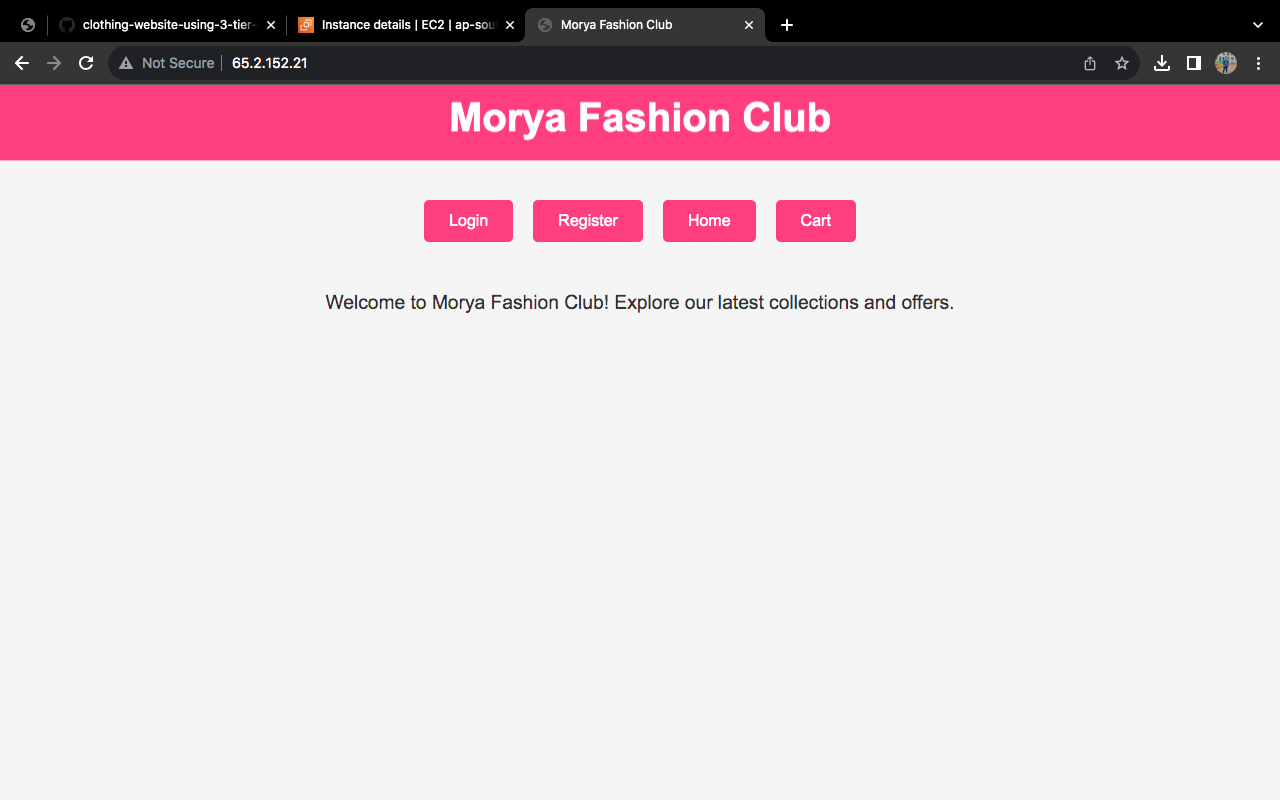 clothing-website-using-3-tier-
Instance details | EC2 | ap-sou
Morya Fashion Club
Not Secure
65.2.152.21
Morya Fashion Club
Login
Register
Home
Cart
Welcome to Morya Fashion Club! Explore our latest collections and offers.